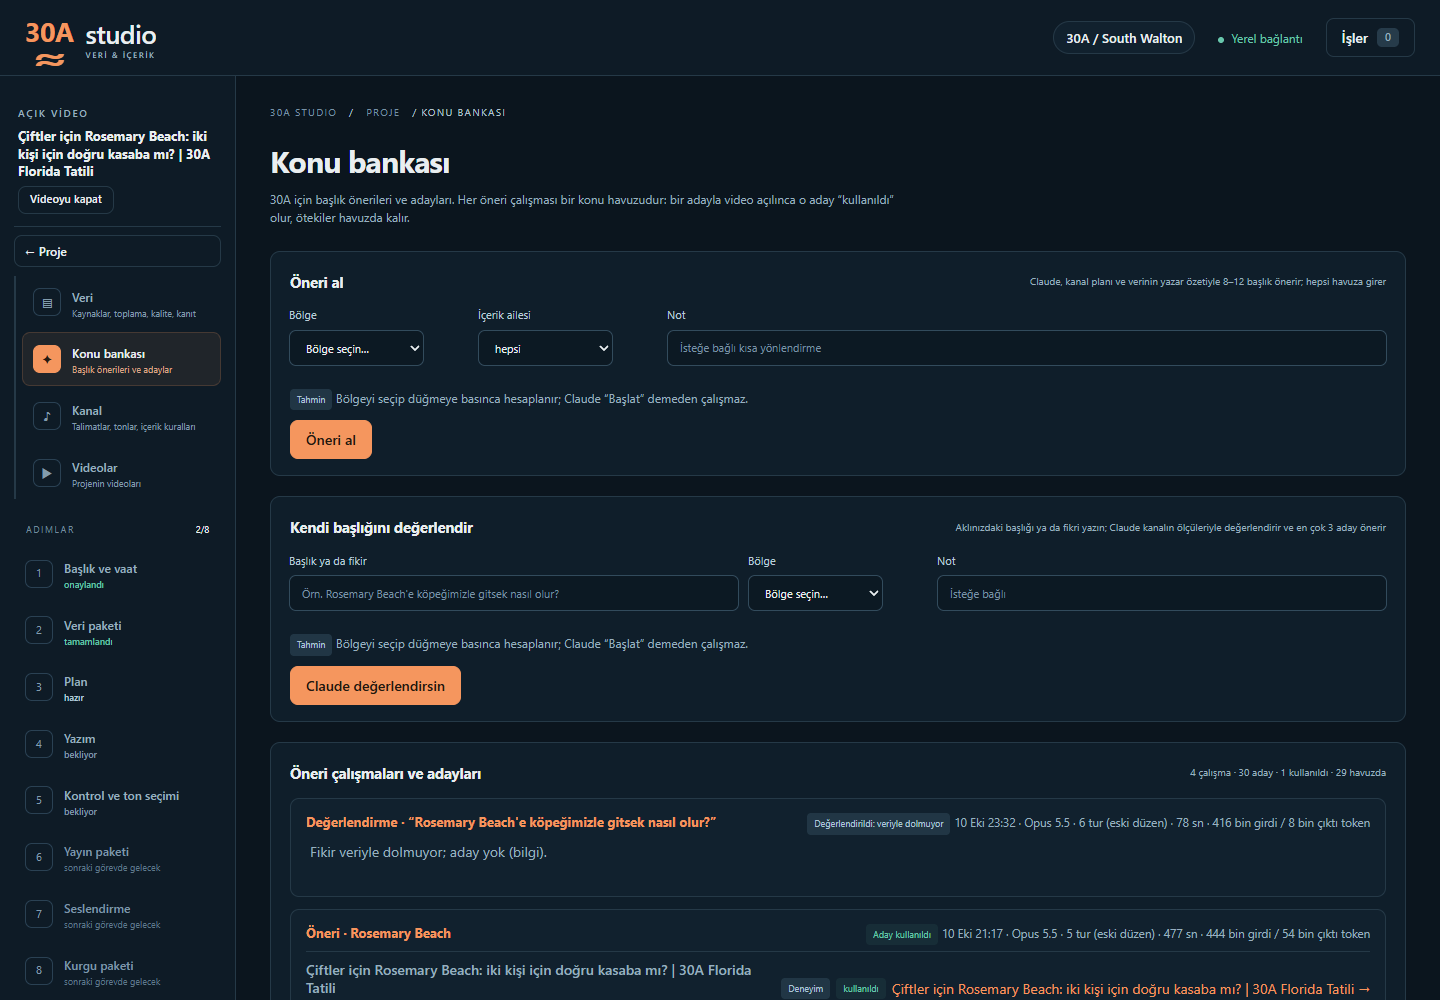 30A studio
VERİ & İÇERİK
30A / South Walton
Yerel bağlantı
İşler 0
AÇIK VİDEO
Çiftler için Rosemary Beach: iki
kişi için doğru kasaba mı? | 30A
Florida Tatili
Videoyu kapat
← Proje
Veri
Kaynaklar, toplama, kalite, kanıt
Konu bankası
Başlık önerileri ve adaylar
Kanal
Talimatlar, tonlar, içerik kuralları
Videolar
Projenin videoları
ADIMLAR 2/8
1 Başlık ve vaat
onaylandı
2 Veri paketi
tamamlandı
3 Plan
hazır
4 Yazım
bekliyor
5 Kontrol ve ton seçimi
bekliyor
6 Yayın paketi
sonraki görevde gelecek
7 Seslendirme
sonraki görevde gelecek
8 Kurgu paketi
sonraki görevde gelecek
30A STUDIO / PROJE / KONU BANKASI
Konu bankası
30A için başlık önerileri ve adayları. Her öneri çalışması bir konu havuzudur: bir adayla video açılınca o aday “kullanıldı”
olur, ötekiler havuzda kalır.
Öneri al
Claude, kanal planı ve verinin yazar özetiyle 8–12 başlık önerir; hepsi havuza girer
Bölge İçerik ailesi Not
Bölge seçin... hepsi İsteğe bağlı kısa yönlendirme
Tahmin Bölgeyi seçip düğmeye basınca hesaplanır; Claude “Başlat” demeden çalışmaz.
Öneri al
Kendi başlığını değerlendir
Aklınızdaki başlığı ya da fikri yazın; Claude kanalın ölçüleriyle değerlendirir ve en çok 3 aday önerir
Başlık ya da fikir Bölge Not
Örn. Rosemary Beach'e köpeğimizle gitsek nasıl olur? Bölge seçin... İsteğe bağlı
Tahmin Bölgeyi seçip düğmeye basınca hesaplanır; Claude “Başlat” demeden çalışmaz.
Claude değerlendirsin
Öneri çalışmaları ve adayları
4 çalışma · 30 aday · 1 kullanıldı · 29 havuzda
Değerlendirme · “Rosemary Beach'e köpeğimizle gitsek nasıl olur?”
Değerlendirildi: veriyle dolmuyor 10 Eki 23:32 · Opus 5.5 · 6 tur (eski düzen) · 78 sn · 416 bin girdi / 8 bin çıktı token
Fikir veriyle dolmuyor; aday yok (bilgi).
Öneri · Rosemary Beach
Aday kullanıldı 10 Eki 21:17 · Opus 5.5 · 5 tur (eski düzen) · 477 sn · 444 bin girdi / 54 bin çıktı token
Çiftler için Rosemary Beach: iki kişi için doğru kasaba mı? | 30A Florida
Tatili
Deneyim kullanıldı Çiftler için Rosemary Beach: iki kişi için doğru kasaba mı? | 30A Florida Tatili →